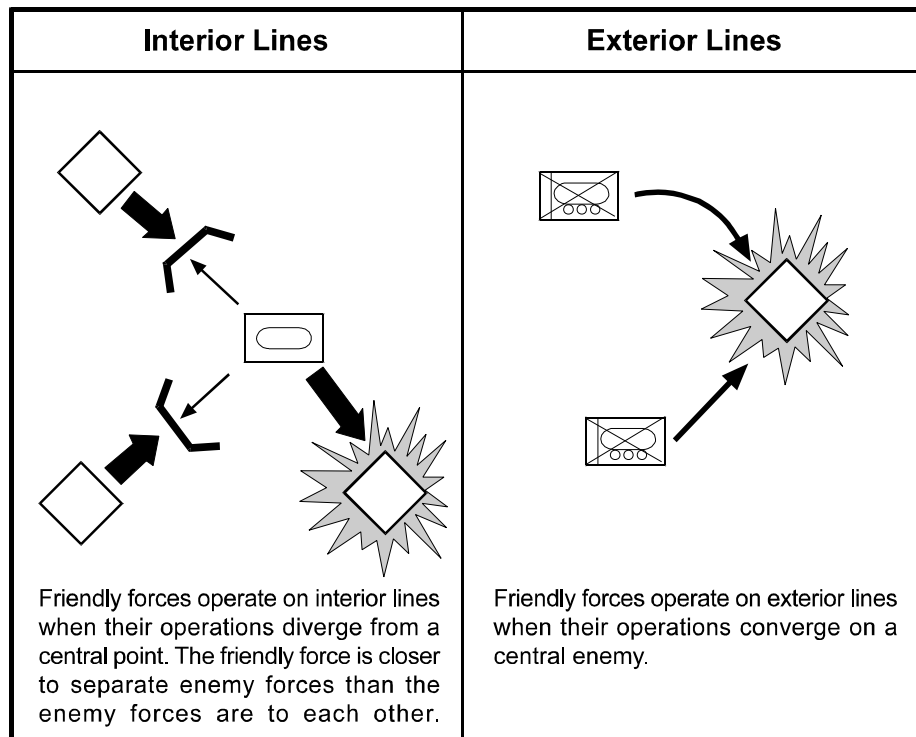 Interior Lines
Exterior Lines
Friendly forces operate on interior lines
when their operations diverge from a
central point. The friendly force is closer
to separate enemy forces than the
enemy forces are to each other.
Friendly forces operate on exterior lines
when their operations converge on a
central enemy.